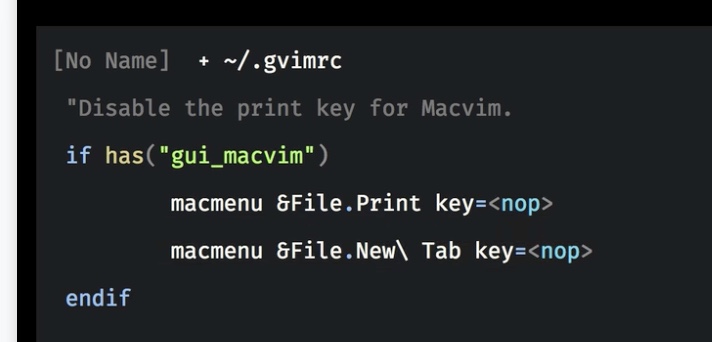 [No Name]  + ~/.gvimrc
"Disable the print key for Macvim.
if has("gui_macvim")
macmenu &File.Print key=<nop>
macmenu &File.New\ Tab key=<nop>
endif